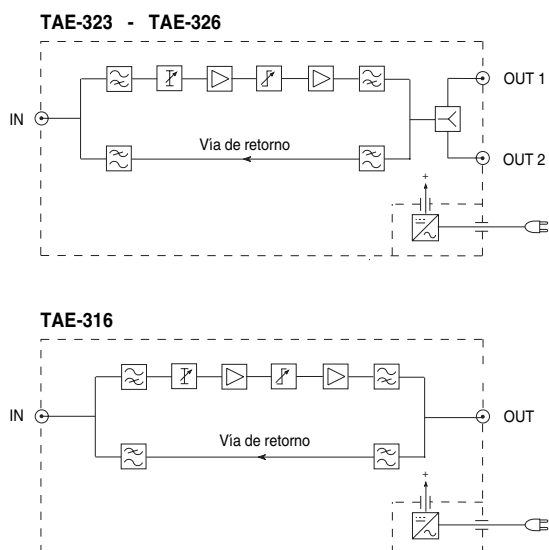 TAE-323 - TAE-326
OUT 1
IN
Vía de retorno
OUT 2
+
TAE-316
IN
OUT
Vía de retorno
+